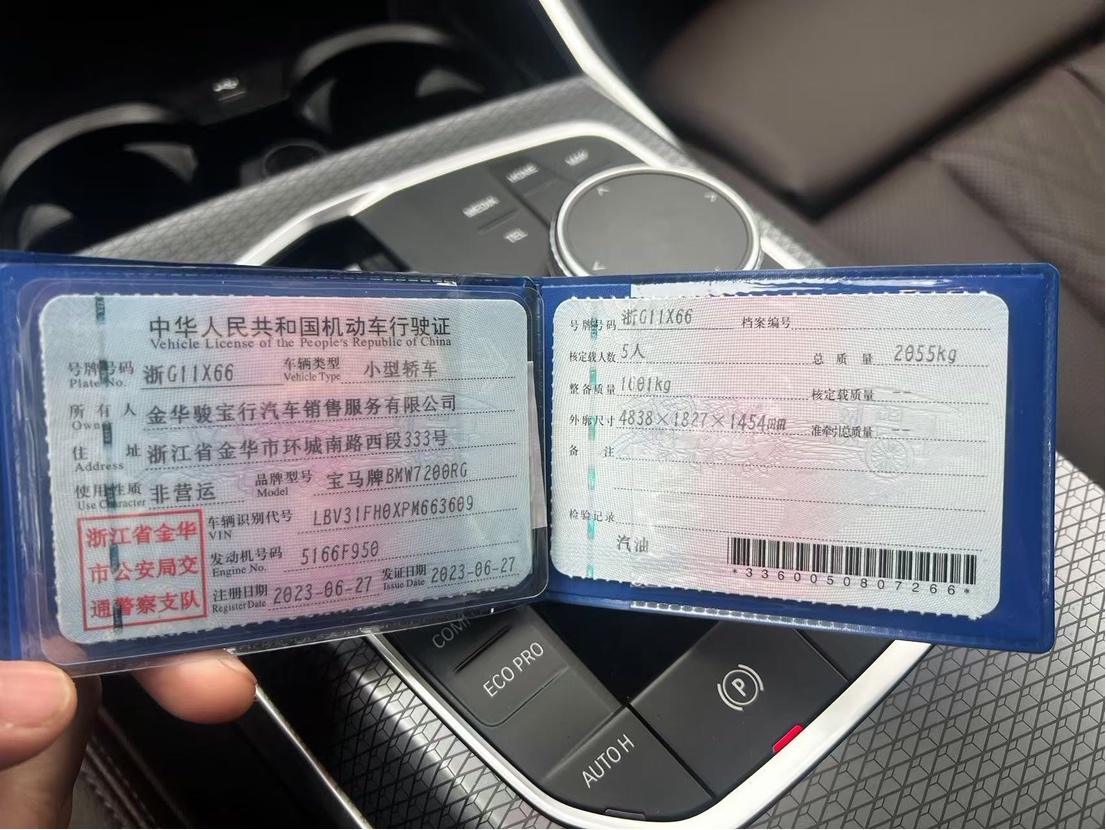 MEDIA
HOME
MAP
TEL
中华人民共和国机动车行驶证
Vehicle License of the People's Republic of China
号牌号码 浙G11X66 车辆类型 小型轿车
Plate No. Vehicle Type
所有人 金华骏宝行汽车销售服务有限公司
Owner
住址 浙江省金华市环城南路西段333号
Address
使用性质 非营运 品牌型号 宝马牌BMW7200RG
Use Character Model
浙江省金华
市公安局交
通警察支队
车辆识别代号 LBV31FH0XPM663609
VIN
发动机号码 5166F950
Engine No.
注册日期 2023-06-27 发证日期 2023-06-27
Register Date Issue Date
号牌号码 浙G11X66 档案编号
核定载人数 5人 总质量 2055kg
整备质量 核定载质量 --
外廓尺寸 4838×1827×1454mm 准牵引总质量 --
备注
检验记录
汽油
*3360050807266*
ECO PRO
P
AUTO H